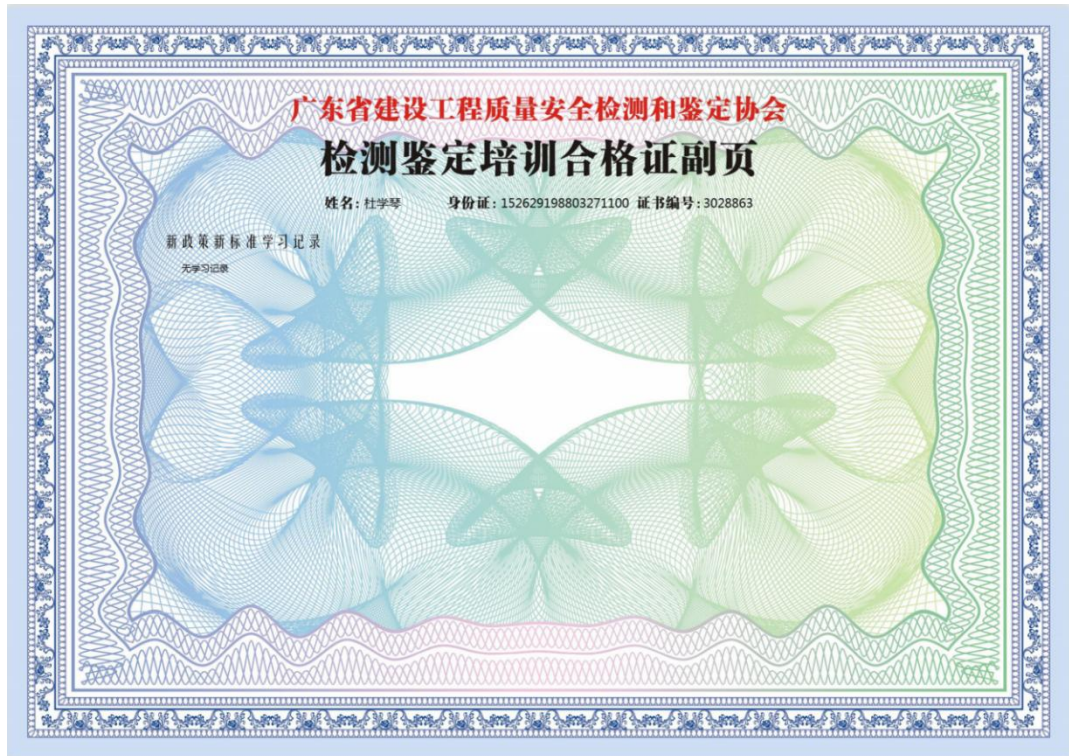 广东省建设工程质量安全检测和鉴定协会
检测鉴定培训合格证副页
姓名: 杜学琴 身份证: 152629198803271100 证书编号: 3028863
新政策新标准学习记录
无学习记录